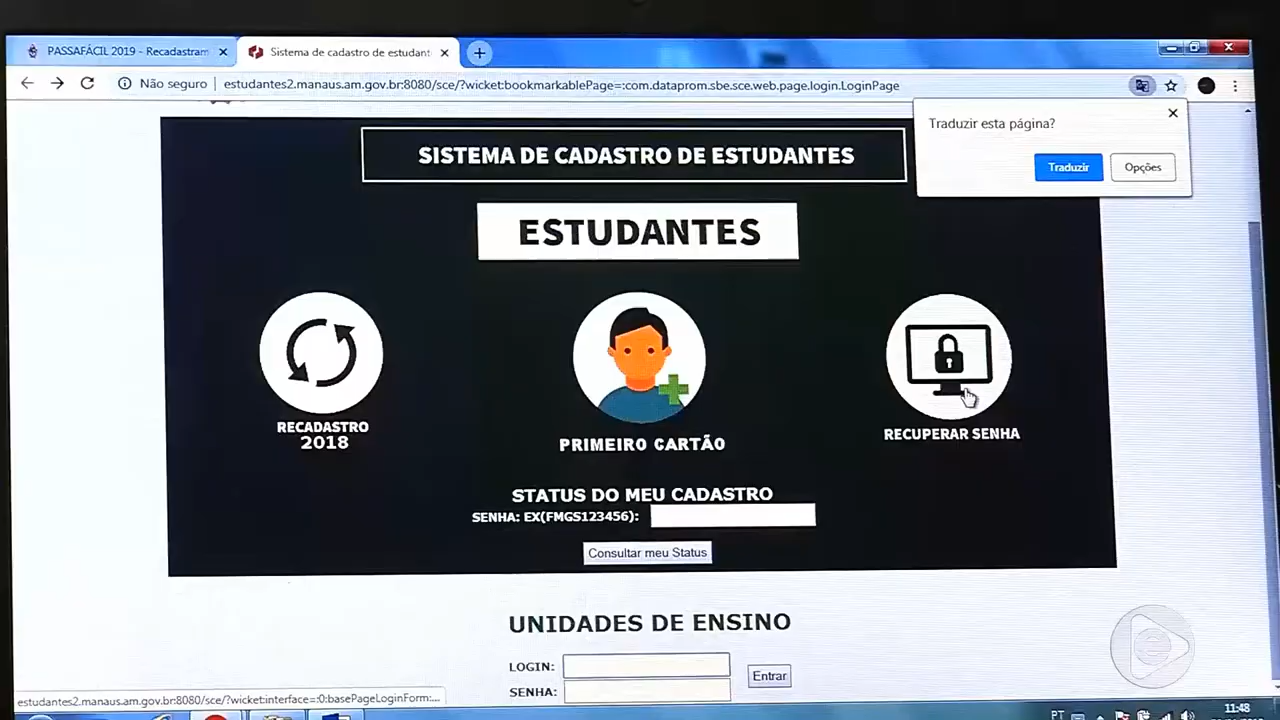 PASSAFÁCIL 2019 - Recadastram
Sistema de cadastro de estudant
Não seguro
estudantes2.manaus.am.gov.br:8080/sce/?wicket:bookmarkablePage=:com.dataprom.sbe.sce.web.page.login.LoginPage
Traduzir esta página?
Traduzir
Opções
SISTEMA DE CADASTRO DE ESTUDANTES
ESTUDANTES
RECADASTRO
2018
PRIMEIRO CARTÃO
RECUPERAR SENHA
STATUS DO MEU CADASTRO
SENHA: EX(FMGS123456):
Consultar meu Status
UNIDADES DE ENSINO
LOGIN:
Entrar
SENHA:
estudantes2.manaus.am.gov.br:8080/sce/?wicket:interface=:0:basePageLoginForm:...
PT
11:48